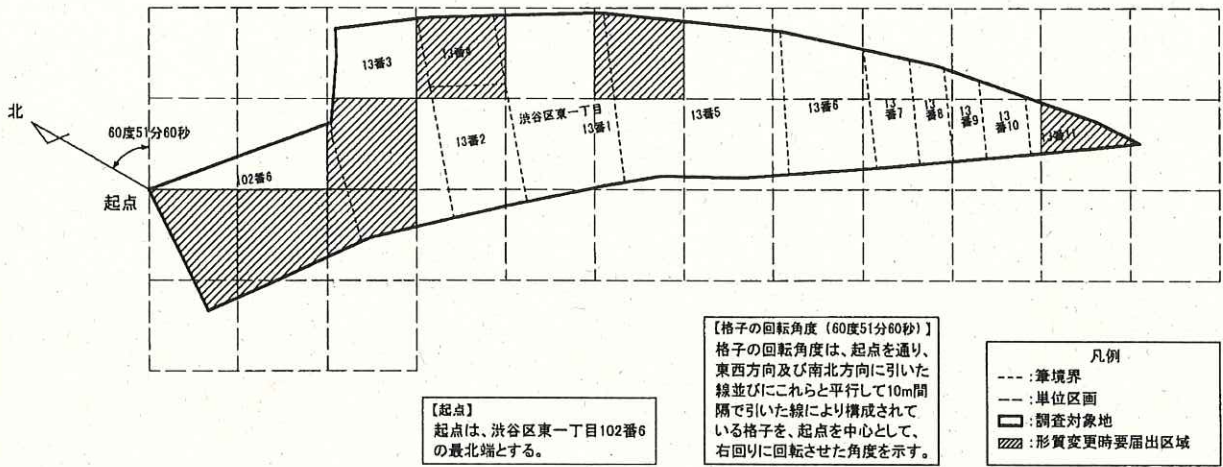 北
60度51分60秒
起点
102番6
13番3
13番4
13番2
渋谷区東一丁目
13番1
13番5
13番6
13番7
13番8
13番9
13番10
13番11
【起点】
起点は、渋谷区東一丁目102番6
の最北端とする。
【格子の回転角度（60度51分60秒）】
格子の回転角度は、起点を通り、
東西方向及び南北方向に引いた
線並びにこれらと平行して10m間
隔で引いた線により構成されて
いる格子を、起点を中心として、
右回りに回転させた角度を示す。
凡例
:筆境界
:単位区画
:調査対象地
:形質変更時要届出区域